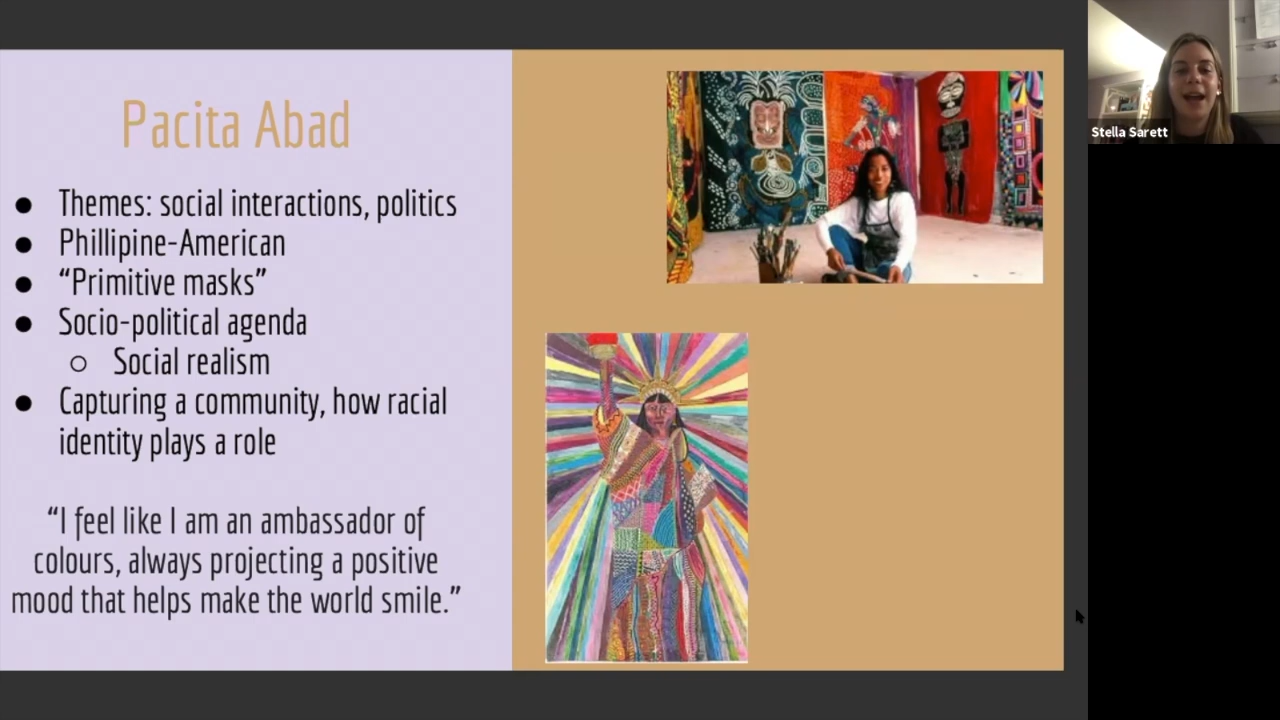 Pacita Abad
● Themes: social interactions, politics
● Phillipine-American
● “Primitive masks”
● Socio-political agenda
○ Social realism
● Capturing a community, how racial
identity plays a role
“I feel like I am an ambassador of
colours, always projecting a positive
mood that helps make the world smile.”
Stella Sarett